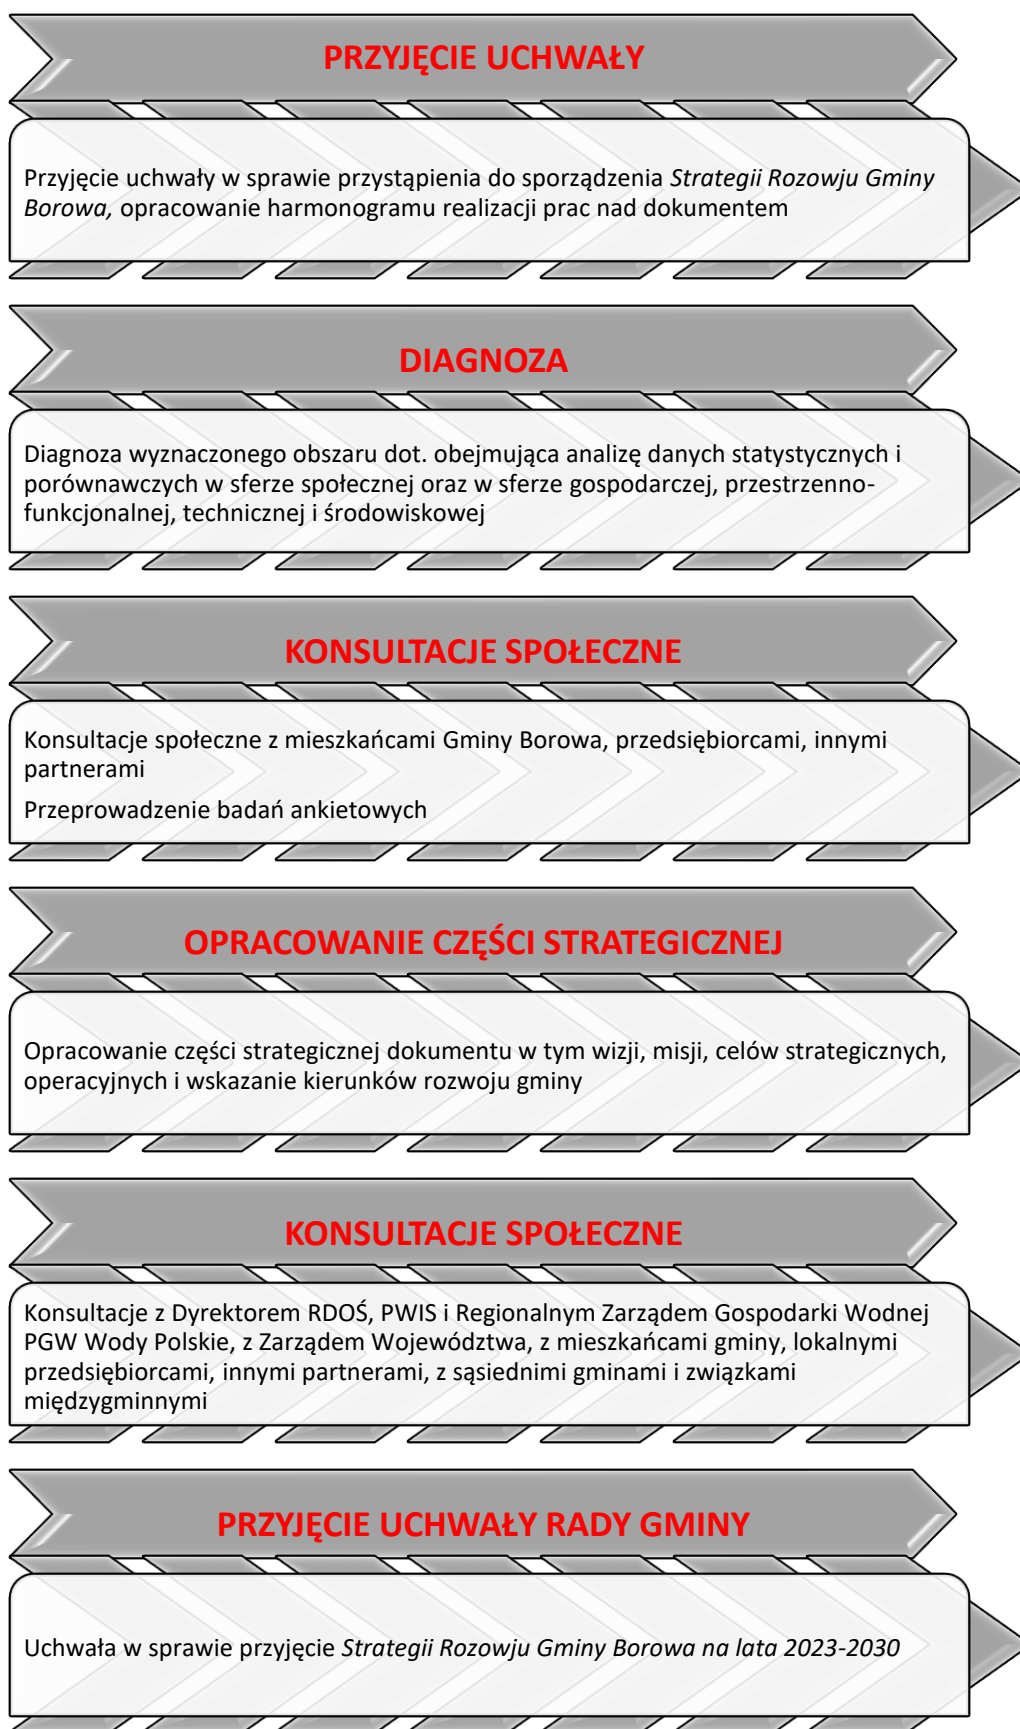 PRZYJĘCIE UCHWAŁY
Przyjęcie uchwały w sprawie przystąpienia do sporządzenia Strategii Rozowju Gminy
Borowa, opracowanie harmonogramu realizacji prac nad dokumentem
DIAGNOZA
Diagnoza wyznaczonego obszaru dot. obejmująca analizę danych statystycznych i
porównawczych w sferze społecznej oraz w sferze gospodarczej, przestrzenno-
funkcjonalnej, technicznej i środowiskowej
KONSULTACJE SPOŁECZNE
Konsultacje społeczne z mieszkańcami Gminy Borowa, przedsiębiorcami, innymi
partnerami
Przeprowadzenie badań ankietowych
OPRACOWANIE CZĘŚCI STRATEGICZNEJ
Opracowanie części strategicznej dokumentu w tym wizji, misji, celów strategicznych,
operacyjnych i wskazanie kierunków rozwoju gminy
KONSULTACJE SPOŁECZNE
Konsultacje z Dyrektorem RDOŚ, PWIS i Regionalnym Zarządem Gospodarki Wodnej
PGW Wody Polskie, z Zarządem Województwa, z mieszkańcami gminy, lokalnymi
przedsiębiorcami, innymi partnerami, z sąsiednimi gminami i związkami
międzygminnymi
PRZYJĘCIE UCHWAŁY RADY GMINY
Uchwała w sprawie przyjęcie Strategii Rozowju Gminy Borowa na lata 2023-2030